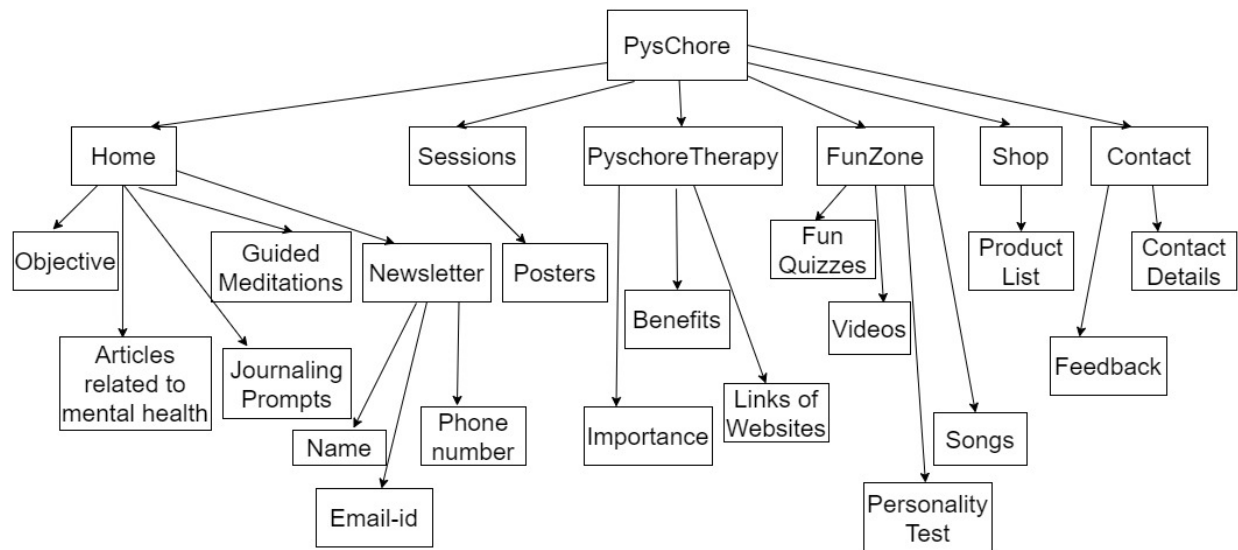 PysChore
Home
Sessions
PyschoreTherapy
FunZone
Shop
Contact
Objective
Guided
Meditations
Newsletter
Posters
Fun
Quizzes
Product
List
Contact
Details
Articles
related to
mental health
Journaling
Prompts
Benefits
Videos
Feedback
Name
Phone
number
Importance
Links of
Websites
Songs
Email-id
Personality
Test